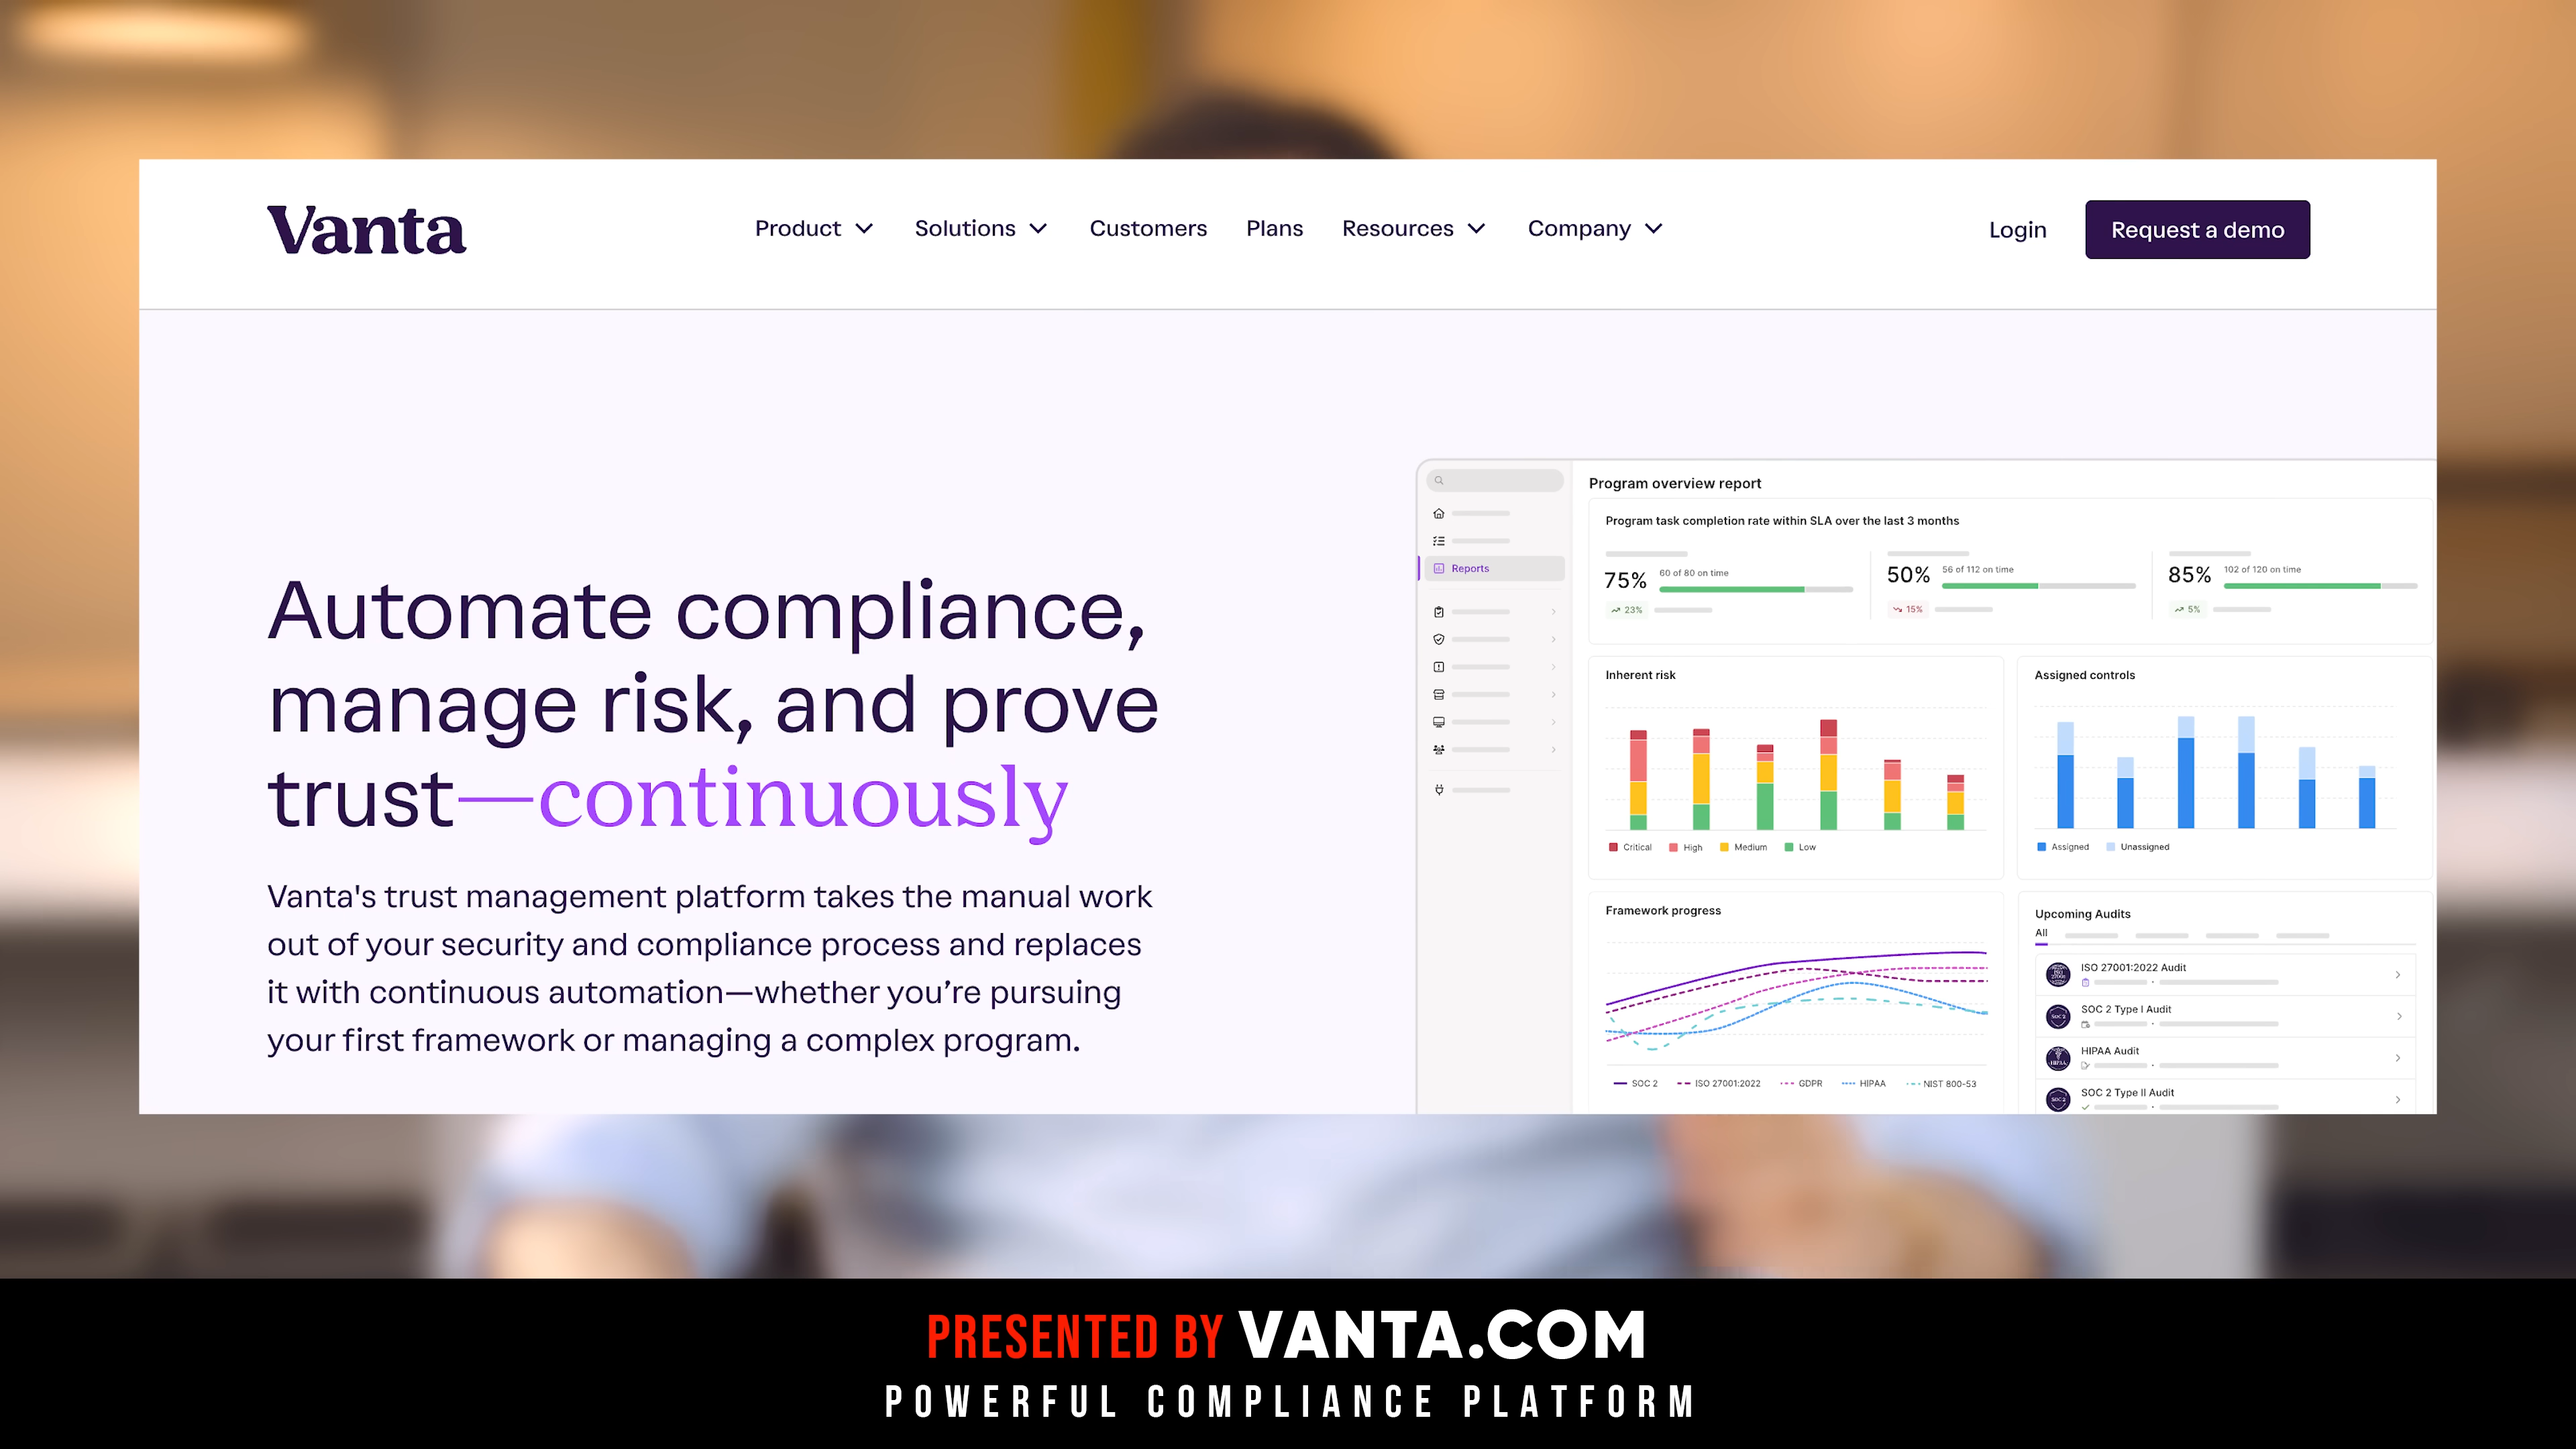 Vanta
Product
Solutions
Customers
Plans
Resources
Company
Login
Request a demo
Automate compliance,
manage risk, and prove
trust—continuously
Vanta's trust management platform takes the manual work
out of your security and compliance process and replaces
it with continuous automation—whether you’re pursuing
your first framework or managing a complex program.
Reports
Program overview report
Program task completion rate within SLA over the last 3 months
75%
60 of 80 on time
23%
50%
56 of 112 on time
15%
85%
102 of 120 on time
5%
Inherent risk
Critical
High
Medium
Low
Assigned controls
Assigned
Unassigned
Framework progress
SOC 2
ISO 27001:2022
GDPR
HIPAA
NIST 800-53
Upcoming Audits
All
ISO 27001:2022 Audit
SOC 2 Type I Audit
SOC 2
HIPAA Audit
HIPAA
SOC 2 Type II Audit
SOC 2
PRESENTED BY VANTA.COM
POWERFUL COMPLIANCE PLATFORM